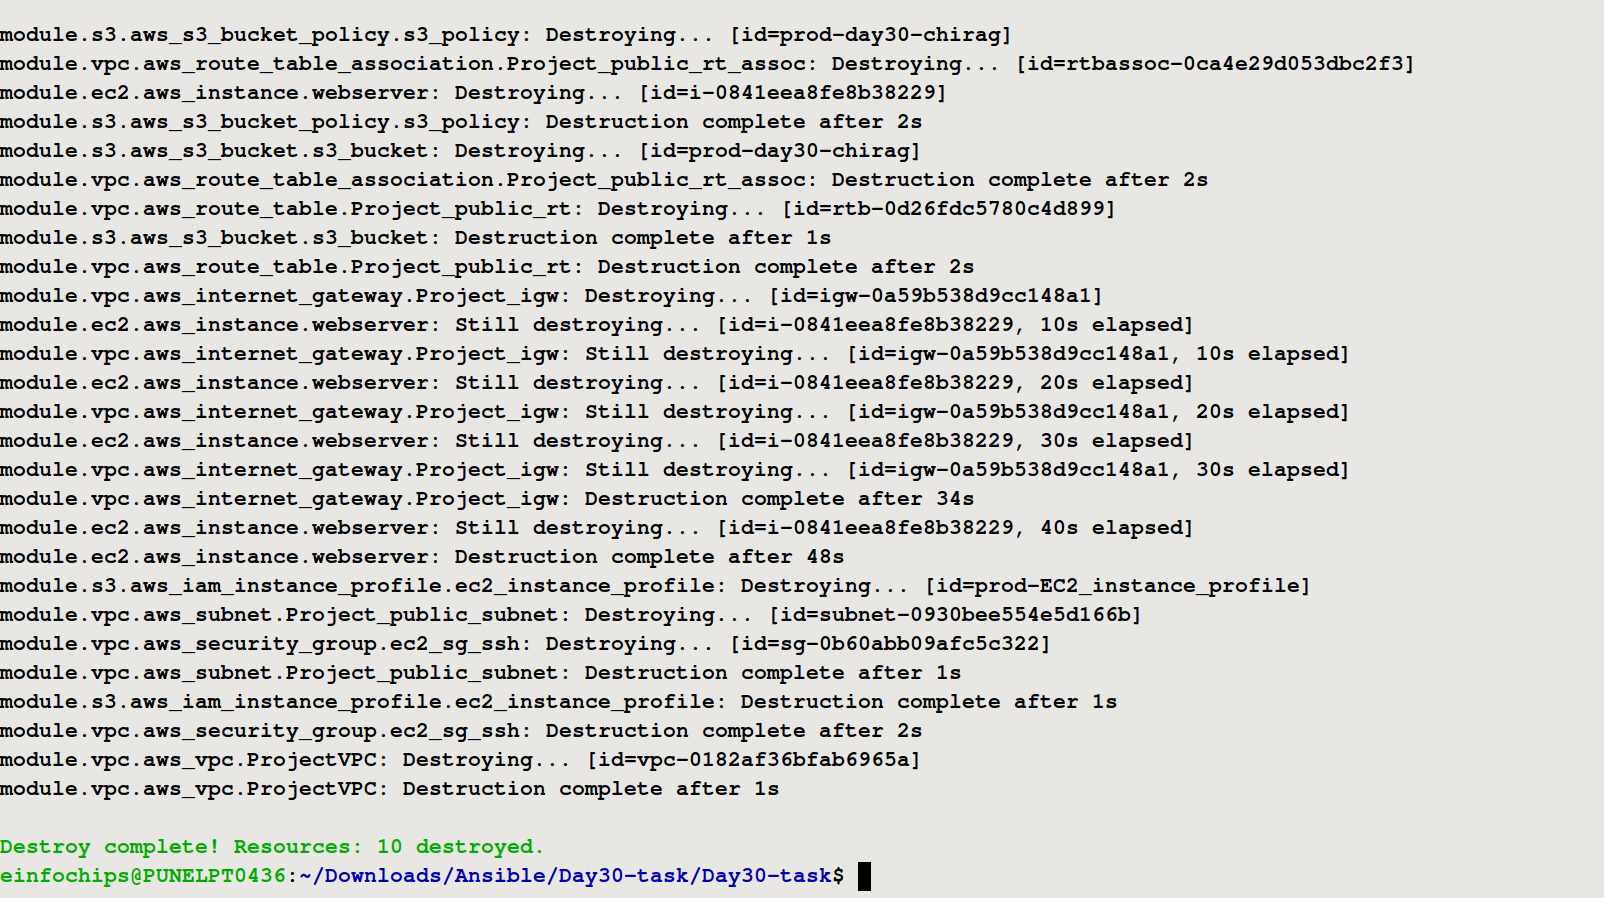 module.s3.aws_s3_bucket_policy.s3_policy: Destroying... [id=prod-day30-chirag]
module.vpc.aws_route_table_association.Project_public_rt_assoc: Destroying... [id=rtbassoc-0ca4e29d053dbc2f3]
module.ec2.aws_instance.webserver: Destroying... [id=i-0841eea8fe8b38229]
module.s3.aws_s3_bucket_policy.s3_policy: Destruction complete after 2s
module.s3.aws_s3_bucket.s3_bucket: Destroying... [id=prod-day30-chirag]
module.vpc.aws_route_table_association.Project_public_rt_assoc: Destruction complete after 2s
module.vpc.aws_route_table.Project_public_rt: Destroying... [id=rtb-0d26fdc5780c4d899]
module.s3.aws_s3_bucket.s3_bucket: Destruction complete after 1s
module.vpc.aws_route_table.Project_public_rt: Destruction complete after 2s
module.vpc.aws_internet_gateway.Project_igw: Destroying... [id=igw-0a59b538d9cc148a1]
module.ec2.aws_instance.webserver: Still destroying... [id=i-0841eea8fe8b38229, 10s elapsed]
module.vpc.aws_internet_gateway.Project_igw: Still destroying... [id=igw-0a59b538d9cc148a1, 10s elapsed]
module.ec2.aws_instance.webserver: Still destroying... [id=i-0841eea8fe8b38229, 20s elapsed]
module.vpc.aws_internet_gateway.Project_igw: Still destroying... [id=igw-0a59b538d9cc148a1, 20s elapsed]
module.ec2.aws_instance.webserver: Still destroying... [id=i-0841eea8fe8b38229, 30s elapsed]
module.vpc.aws_internet_gateway.Project_igw: Still destroying... [id=igw-0a59b538d9cc148a1, 30s elapsed]
module.vpc.aws_internet_gateway.Project_igw: Destruction complete after 34s
module.ec2.aws_instance.webserver: Still destroying... [id=i-0841eea8fe8b38229, 40s elapsed]
module.ec2.aws_instance.webserver: Destruction complete after 48s
module.s3.aws_iam_instance_profile.ec2_instance_profile: Destroying... [id=prod-EC2_instance_profile]
module.vpc.aws_subnet.Project_public_subnet: Destroying... [id=subnet-0930bee554e5d166b]
module.vpc.aws_security_group.ec2_sg_ssh: Destroying... [id=sg-0b60abb09afc5c322]
module.vpc.aws_subnet.Project_public_subnet: Destruction complete after 1s
module.s3.aws_iam_instance_profile.ec2_instance_profile: Destruction complete after 1s
module.vpc.aws_security_group.ec2_sg_ssh: Destruction complete after 2s
module.vpc.aws_vpc.ProjectVPC: Destroying... [id=vpc-0182af36bfab6965a]
module.vpc.aws_vpc.ProjectVPC: Destruction complete after 1s
Destroy complete! Resources: 10 destroyed.
einfochips@PUNELPT0436:~/Downloads/Ansible/Day30-task/Day30-task$